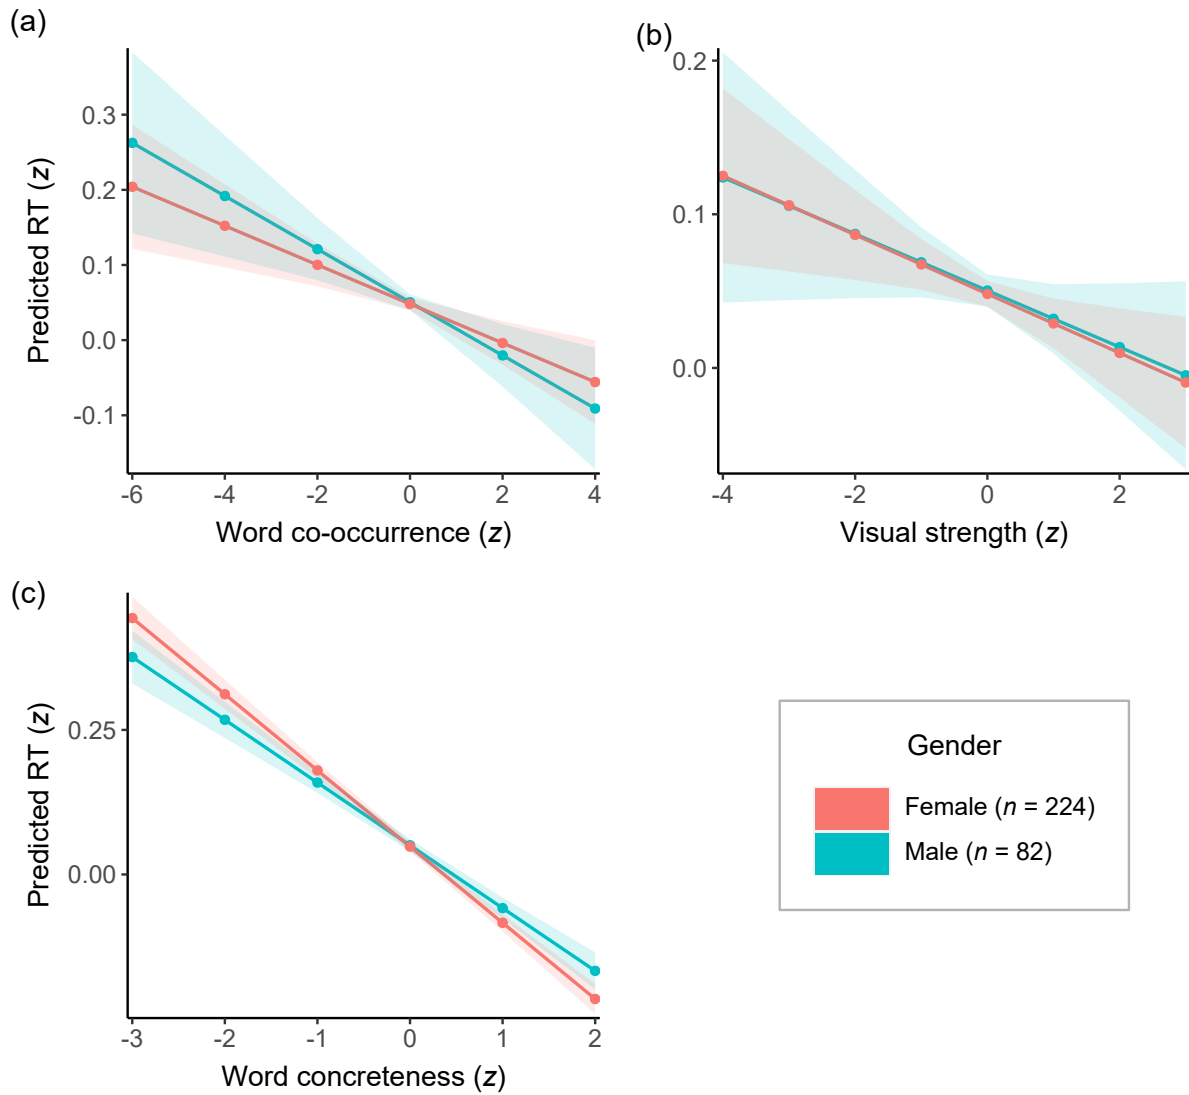 (a)
0.3
0.2
0.1
0.0
-0.1
Predicted RT (z)
-6 -4 -2 0 2 4
Word co-occurrence (z)
(b)
0.2
0.1
0.0
-4 -2 0 2
Visual strength (z)
(c)
0.25
0.00
Predicted RT (z)
-3 -2 -1 0 1 2
Word concreteness (z)
Gender
Female (n = 224)
Male (n = 82)